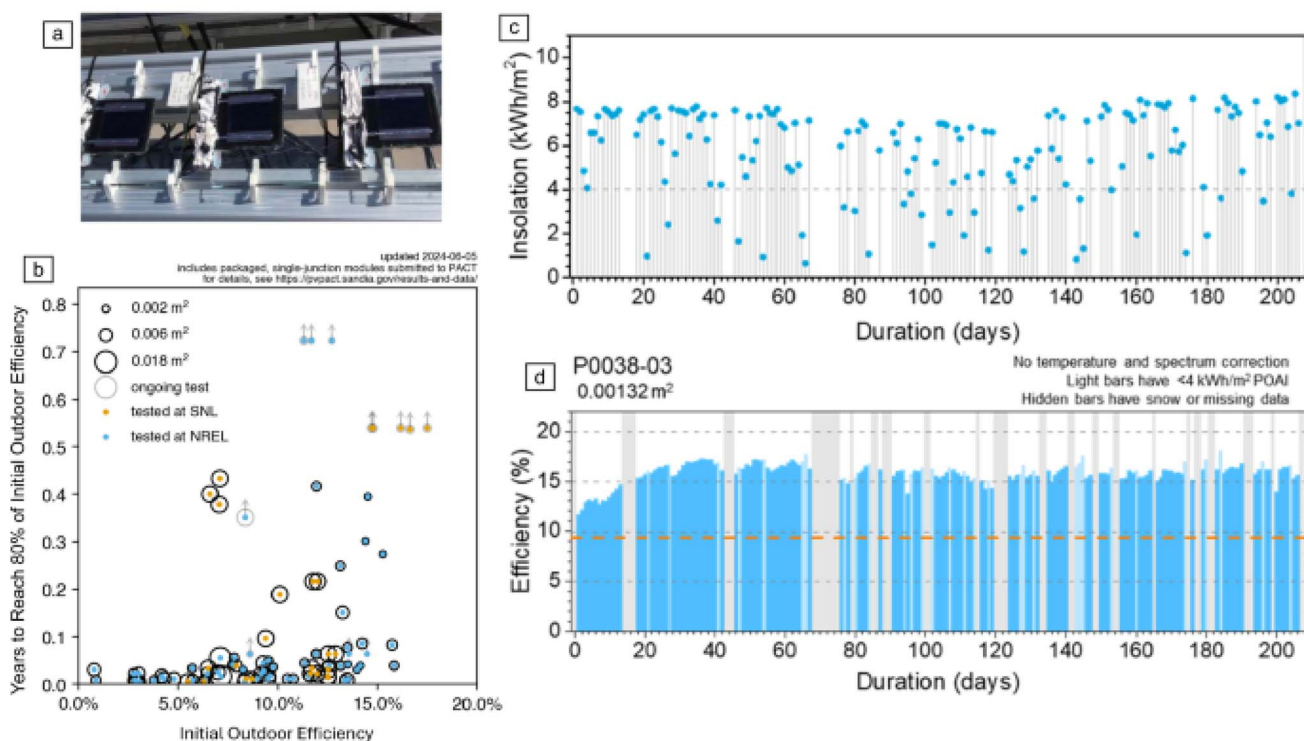 a
b
updated 2024-06-05
includes packaged, single-junction modules submitted to PACT
for details, see https://pvpact.sandia.gov/results-and-data/
Years to Reach 80% of Initial Outdoor Efficiency
0.8
0.7
0.6
0.5
0.4
0.3
0.2
0.1
0.0
0.002 m²
0.006 m²
0.018 m²
ongoing test
tested at SNL
tested at NREL
0.0% 5.0% 10.0% 15.0% 20.0%
Initial Outdoor Efficiency
c
Insolation (kWh/m²)
10
8
6
4
2
0
0 20 40 60 80 100 120 140 160 180 200
Duration (days)
d
P0038-03
0.00132 m²
No temperature and spectrum correction
Light bars have <4 kWh/m² POAI
Hidden bars have snow or missing data
Efficiency (%)
20
15
10
5
0
0 20 40 60 80 100 120 140 160 180 200
Duration (days)